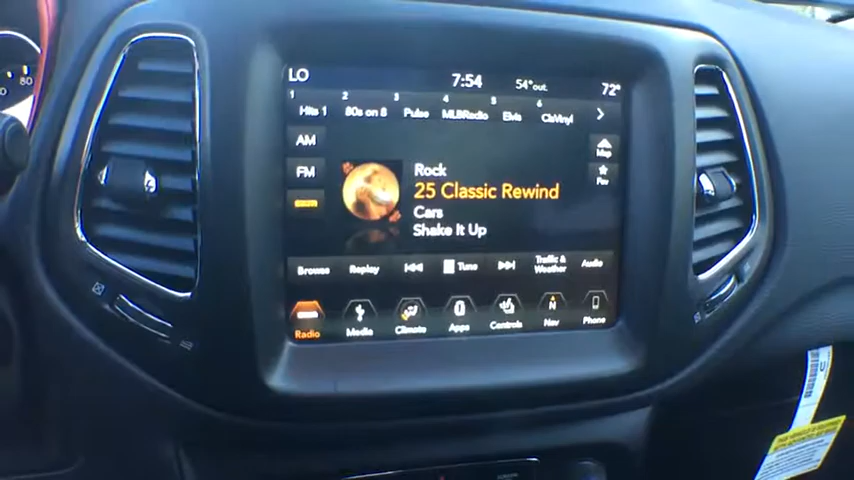 LO 7:54 54°out. 72°
1 2 3 4 5 6
Hits 1 80s on 8 Pulse MLBRadio Elvis ClsVinyl
AM
FM
Map
Fav
Rock
25 Classic Rewind
Cars
Shake It Up
Browse Replay Tune Traffic & Weather Audio
N
Radio Media Climate Apps Controls Nav Phone
80